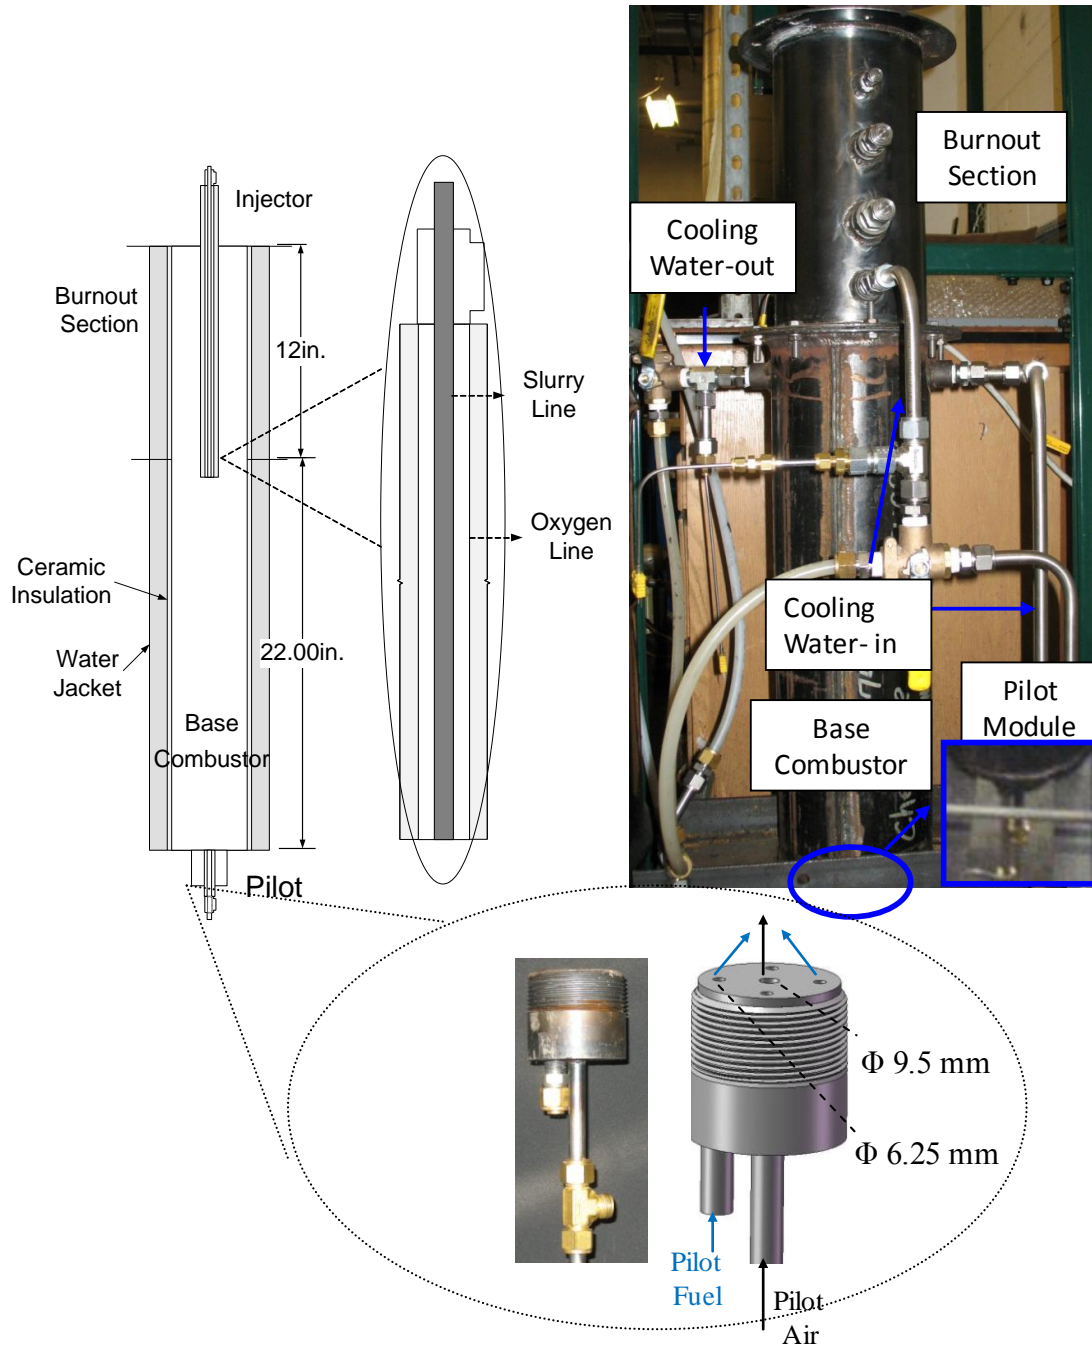 Injector
Burnout
Section
12in.
Slurry
Line
Oxygen
Line
Ceramic
Insulation
22.00in.
Water
Jacket
Base
Combustor
Pilot
Burnout
Section
Cooling
Water-out
Cooling
Water- in
Pilot
Module
Base
Combustor
Φ 9.5 mm
Φ 6.25 mm
Pilot
Fuel
Pilot
Air